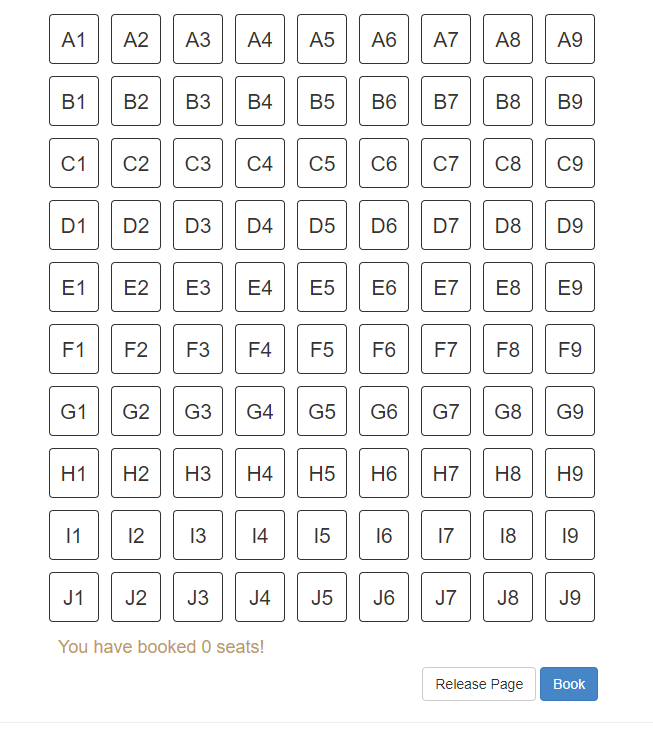 A1 A2 A3 A4 A5 A6 A7 A8 A9
B1 B2 B3 B4 B5 B6 B7 B8 B9
C1 C2 C3 C4 C5 C6 C7 C8 C9
D1 D2 D3 D4 D5 D6 D7 D8 D9
E1 E2 E3 E4 E5 E6 E7 E8 E9
F1 F2 F3 F4 F5 F6 F7 F8 F9
G1 G2 G3 G4 G5 G6 G7 G8 G9
H1 H2 H3 H4 H5 H6 H7 H8 H9
I1 I2 I3 I4 I5 I6 I7 I8 I9
J1 J2 J3 J4 J5 J6 J7 J8 J9
You have booked 0 seats!
Release Page Book